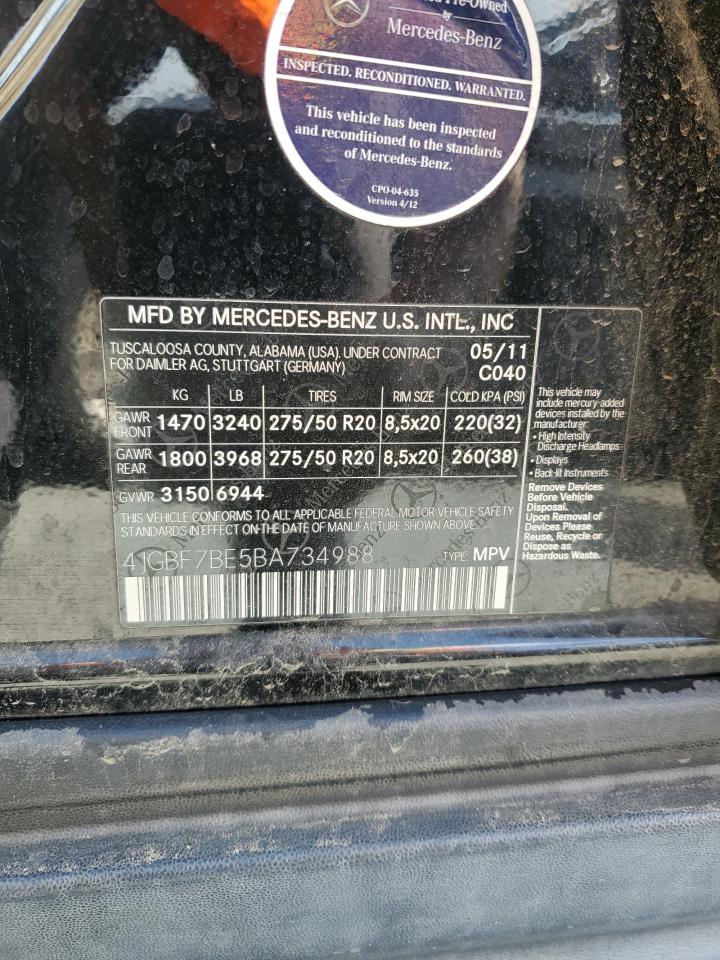 Pre-Owned
by
Mercedes-Benz
INSPECTED. RECONDITIONED. WARRANTED.
This vehicle has been inspected
and reconditioned to the standards
of Mercedes-Benz.
CPO-04-635
Version 4/12
MFD BY MERCEDES-BENZ U.S. INTL., INC
TUSCALOOSA COUNTY, ALABAMA (USA). UNDER CONTRACT 05/11
FOR DAIMLER AG, STUTTGART (GERMANY) C040
KG LB TIRES RIM SIZE COLD KPA (PSI)
GAWR
FRONT 1470 3240 275/50 R20 8,5x20 220(32)
GAWR
REAR 1800 3968 275/50 R20 8,5x20 260(38)
GVWR 3150 6944
THIS VEHICLE CONFORMS TO ALL APPLICABLE FEDERAL MOTOR VEHICLE SAFETY
STANDARDS IN EFFECT ON THE DATE OF MANUFACTURE SHOWN ABOVE.
4JGBF7BE5BA734988 TYPE: MPV
This vehicle may
include mercury-added
devices installed by the
manufacturer:
• High Intensity
Discharge Headlamps
• Displays
• Back-lit Instruments
Remove Devices
Before Vehicle
Disposal.
Upon Removal of
Devices Please
Reuse, Recycle or
Dispose as
Hazardous Waste.